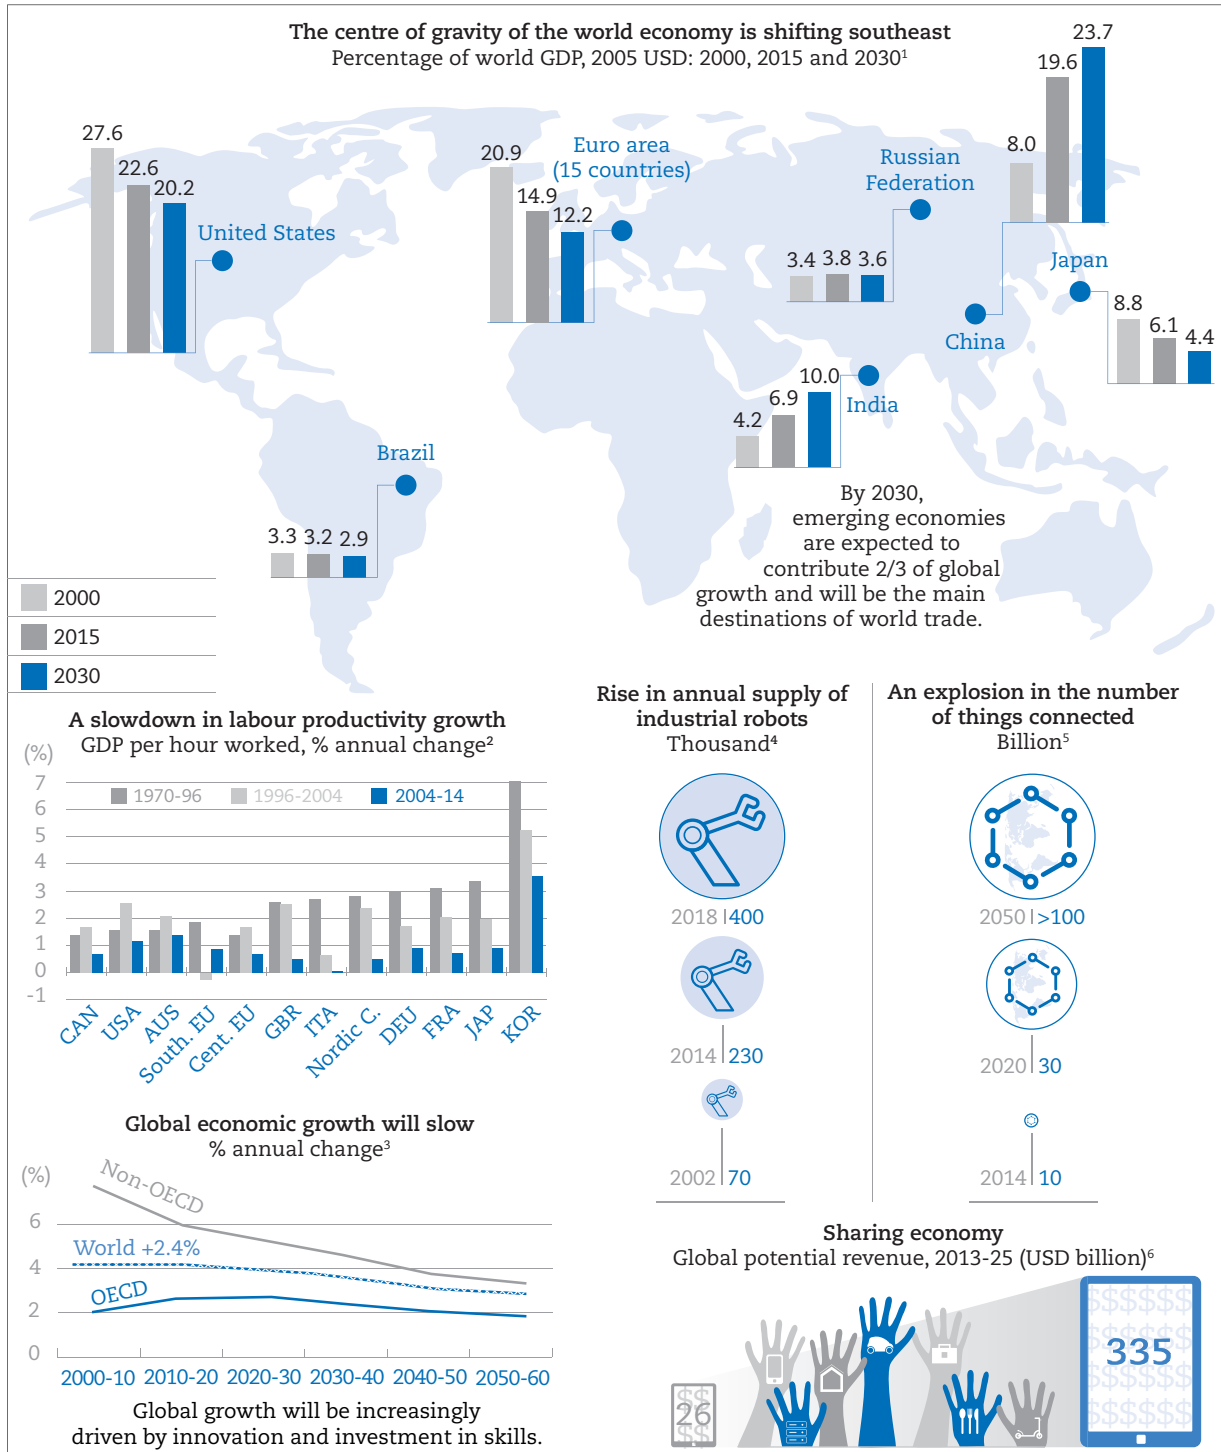 The centre of gravity of the world economy is shifting southeast
Percentage of world GDP, 2005 USD: 2000, 2015 and 2030¹
27.6
22.6
20.2
United States
20.9
14.9
12.2
Euro area
(15 countries)
Russian
Federation
3.4
3.8
3.6
8.0
19.6
23.7
China
Japan
8.8
6.1
4.4
4.2
6.9
10.0
India
Brazil
3.3
3.2
2.9
By 2030,
emerging economies
are expected to
contribute 2/3 of global
growth and will be the main
destinations of world trade.
2000
2015
2030
A slowdown in labour productivity growth
GDP per hour worked, % annual change²
(%)
1970-96
1996-2004
2004-14
7
6
5
4
3
2
1
0
-1
CAN
USA
AUS
South. EU
Cent. EU
GBR
ITA
Nordic C.
DEU
FRA
JAP
KOR
Rise in annual supply of
industrial robots
Thousand⁴
2018 400
2014 230
2002 70
An explosion in the number
of things connected
Billion⁵
2050 >100
2020 30
2014 10
Global economic growth will slow
% annual change³
(%)
Non-OECD
World +2.4%
OECD
6
4
2
0
2000-10 2010-20 2020-30 2030-40 2040-50 2050-60
Global growth will be increasingly
driven by innovation and investment in skills.
Sharing economy
Global potential revenue, 2013-25 (USD billion)⁶
$$
26
$$
$$$$$$
335
$$$$$$